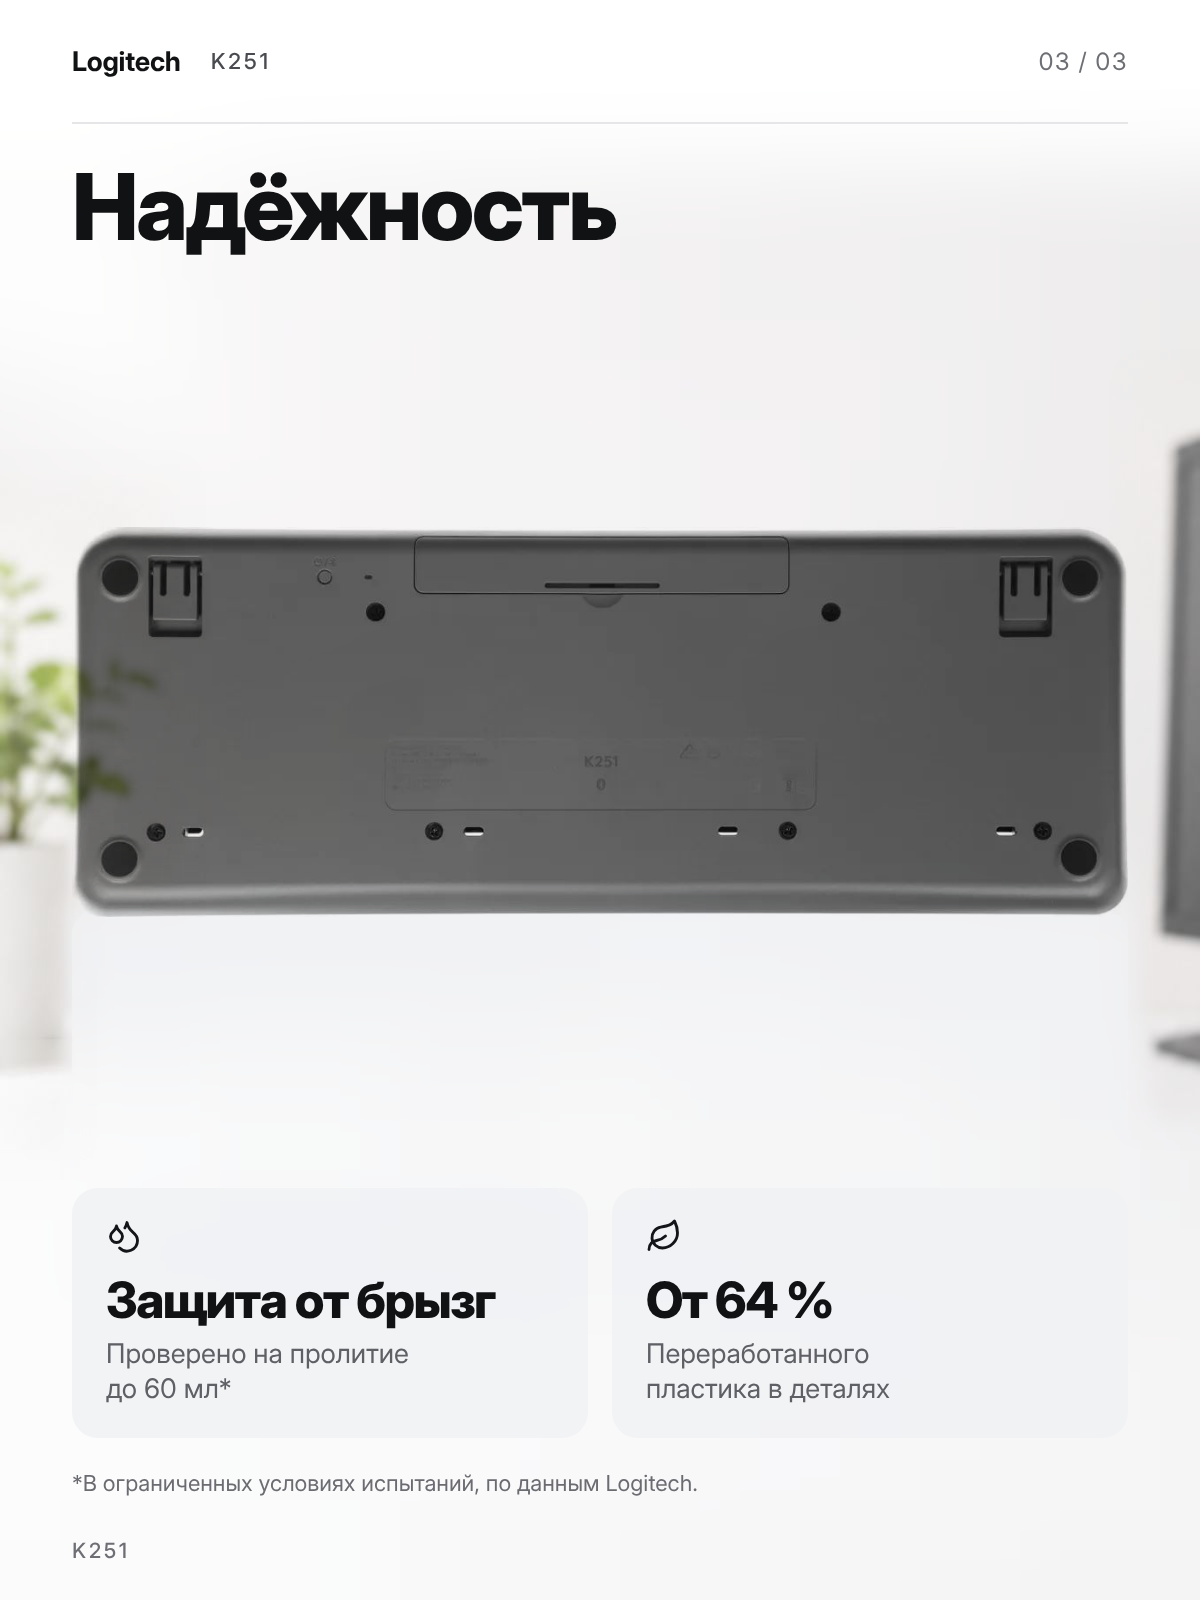 Logitech K251 03 / 03
Надёжность
K251
Защита от брызг
Проверено на пролитие
до 60 мл*
От 64 %
Переработанного
пластика в деталях
*В ограниченных условиях испытаний, по данным Logitech.
K251